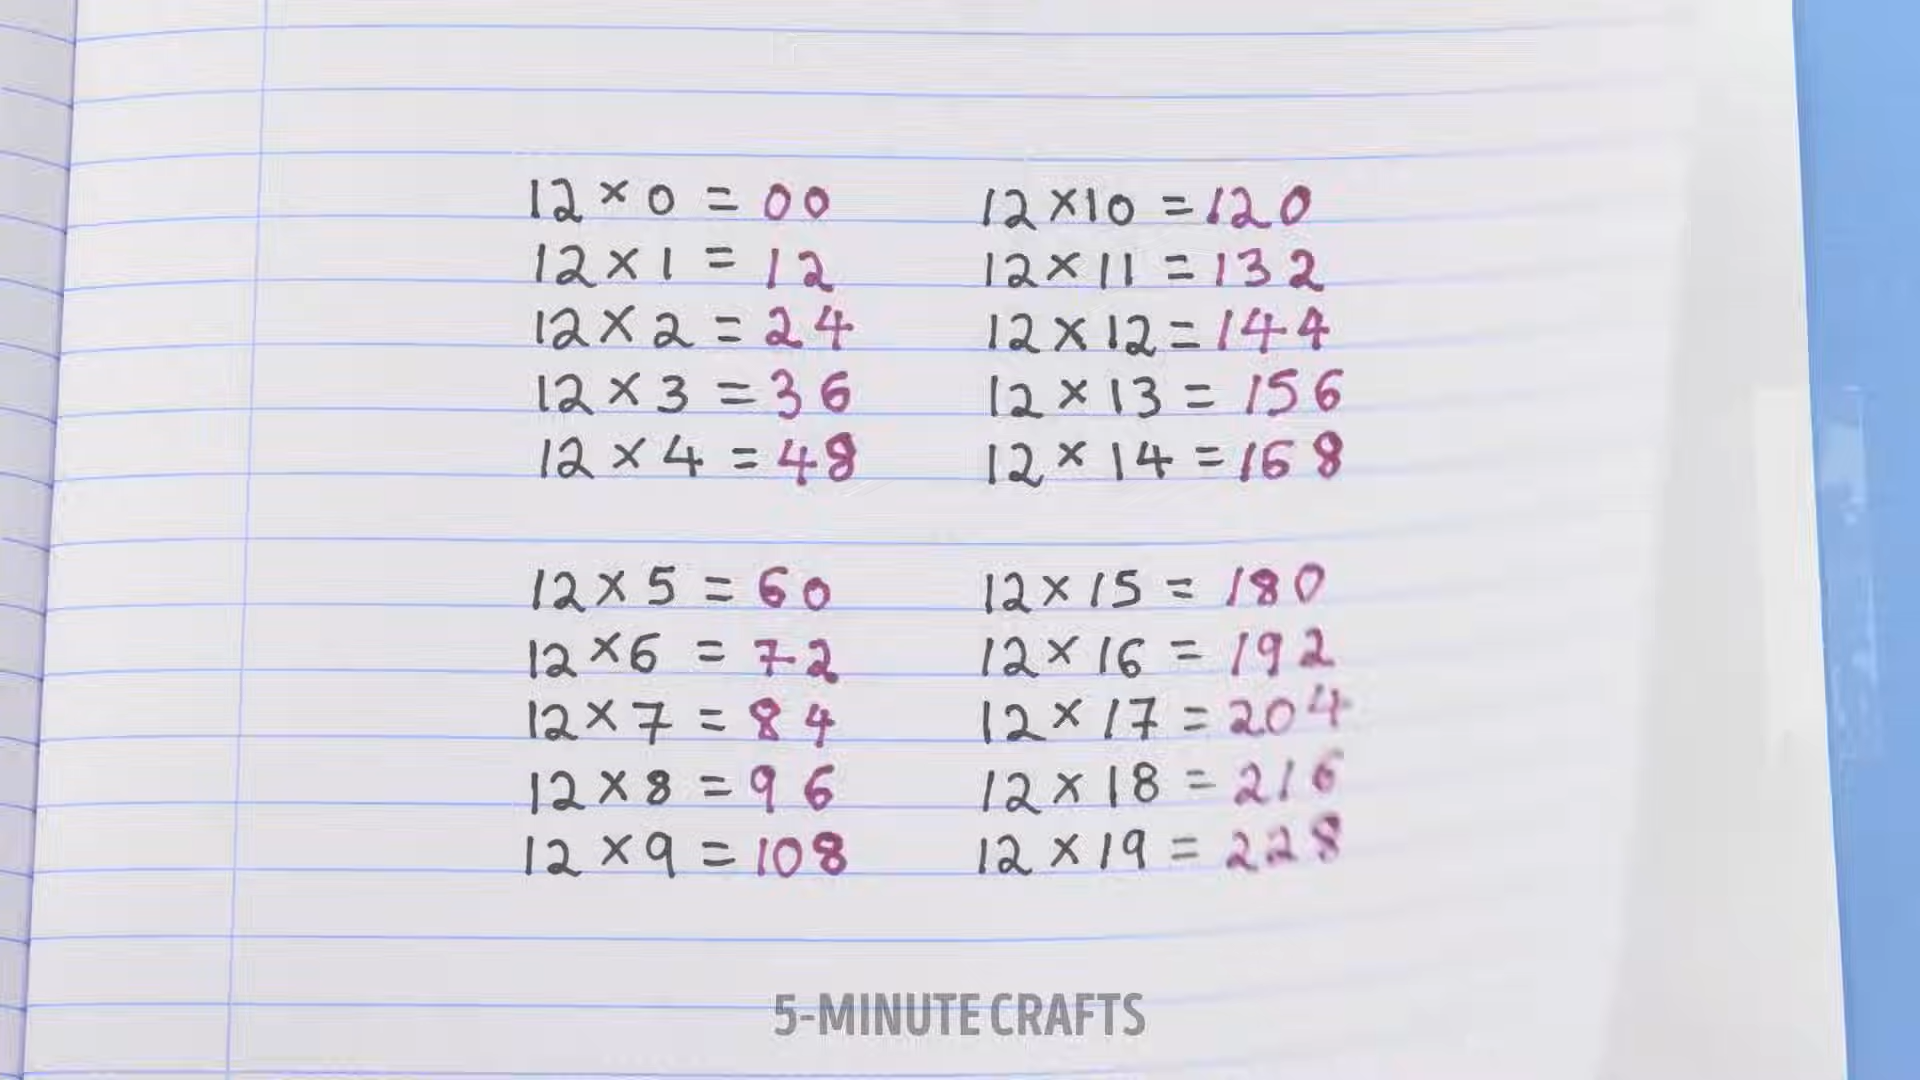 12 × 0 = 00
12 × 1 = 12
12 × 2 = 24
12 × 3 = 36
12 × 4 = 48
12 × 5 = 60
12 × 6 = 72
12 × 7 = 84
12 × 8 = 96
12 × 9 = 108
12 × 10 = 120
12 × 11 = 132
12 × 12 = 144
12 × 13 = 156
12 × 14 = 168
12 × 15 = 180
12 × 16 = 192
12 × 17 = 204
12 × 18 = 216
12 × 19 = 228
5-MINUTE CRAFTS